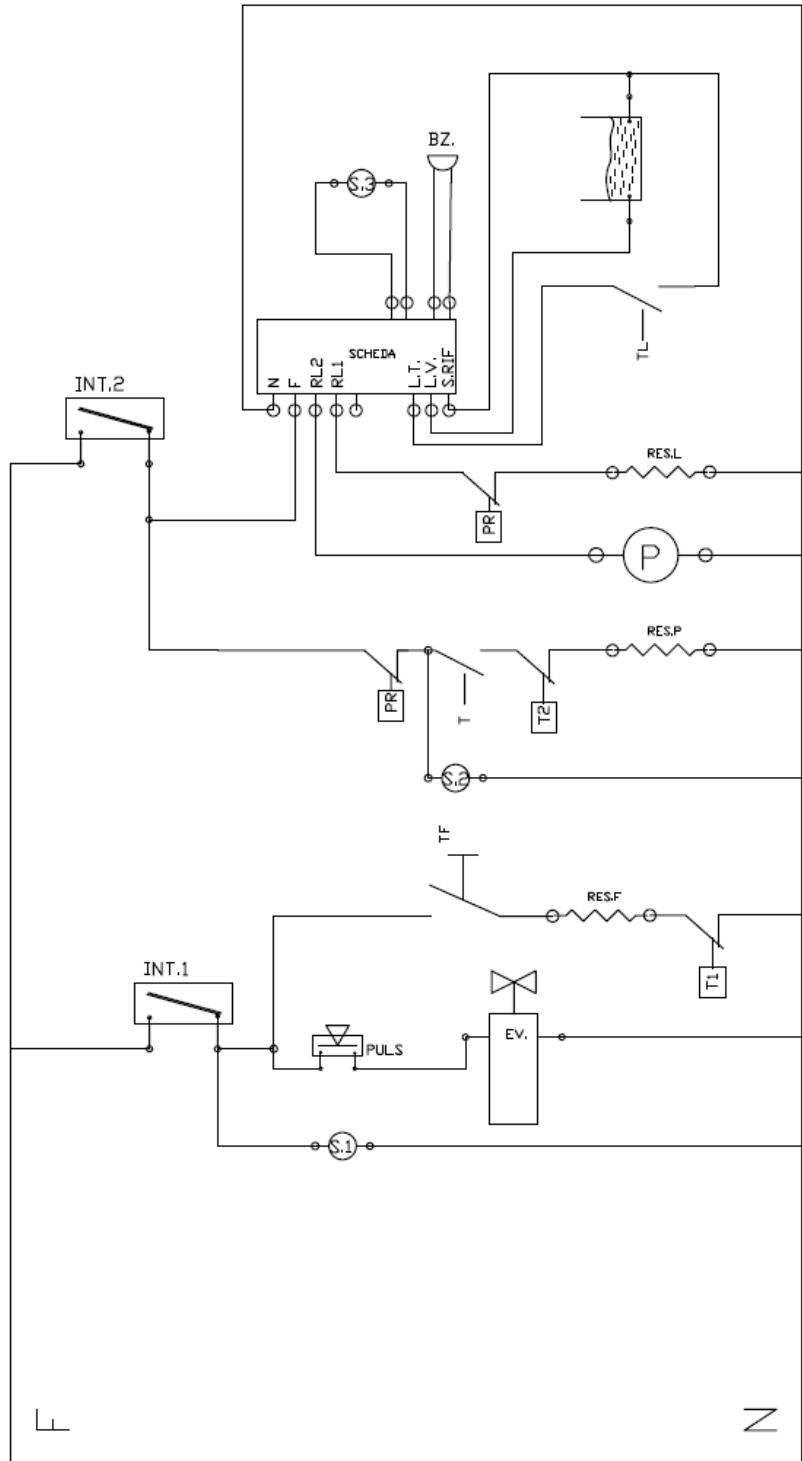 BZ.
S.3
SCHEDA
N
F
RL2
RL1
L.T.
L.V.
S.RIF
INT.2
TL
RES.L
PR
P
RES.P
PR
T
T2
S.2
TF
RES.F
INT.1
T1
PULS
EV.
S.1
F
N